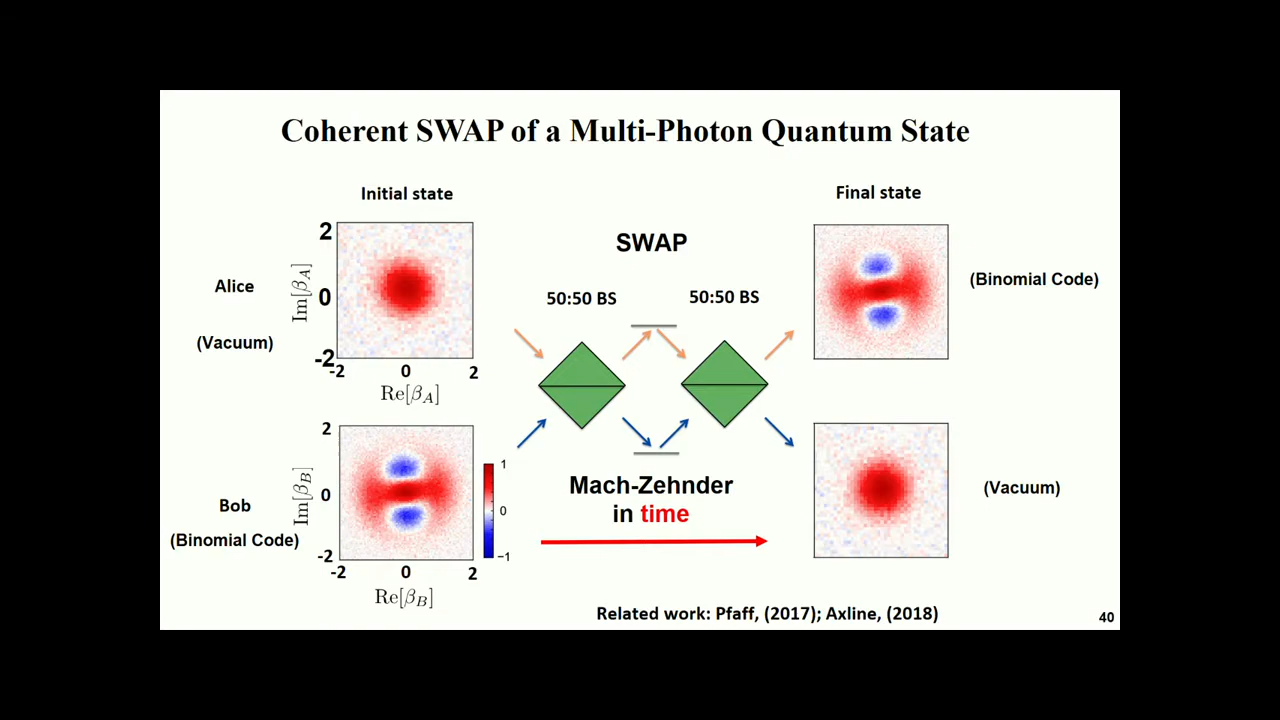 Coherent SWAP of a Multi-Photon Quantum State
Initial state
Final state
SWAP
50:50 BS
50:50 BS
Alice
(Vacuum)
2
0
-2
Im[β_A]
-2
0
2
Re[β_A]
(Binomial Code)
Bob
(Binomial Code)
2
0
-2
Im[β_B]
-2
0
2
Re[β_B]
1
0
−1
Mach-Zehnder
in time
(Vacuum)
Related work: Pfaff, (2017); Axline, (2018)
40